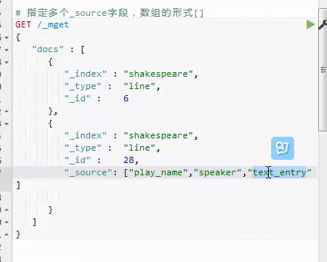 # 指定多个_source字段，数组的形式[]
GET /_mget
{
"docs" : [
{
"_index" : "shakespeare",
"_type" : "line",
"_id" : 6
},
{
"_index" : "shakespeare",
"_type" : "line",
"_id" : 28,
"_source": ["play_name","speaker","text_entry"
]
}
]
}